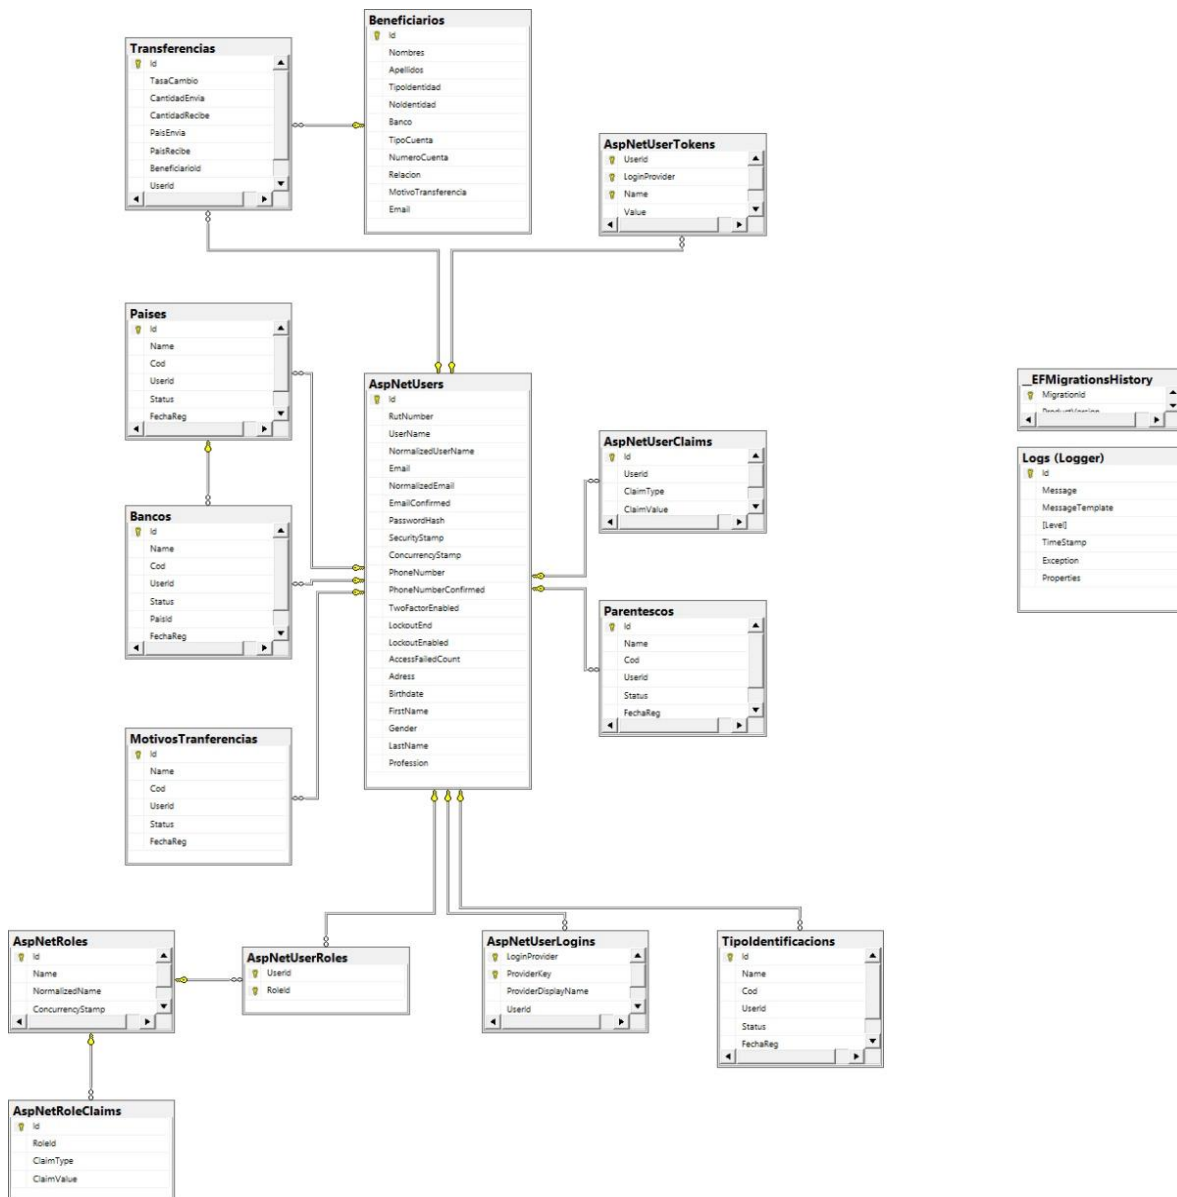 Beneficiarios
Id
Nombres
Apellidos
TipoIdentidad
NoIdentidad
Banco
TipoCuenta
NumeroCuenta
Relacion
MotivoTransferencia
Email
Transferencias
Id
TasaCambio
CantidadEnvia
CantidadRecibe
PaisEnvia
PaisRecibe
BeneficiarioId
UserId
AspNetUserTokens
UserId
LoginProvider
Name
Value
Paises
Id
Name
Cod
UserId
Status
FechaReg
AspNetUsers
Id
RutNumber
UserName
NormalizedUserName
Email
NormalizedEmail
EmailConfirmed
PasswordHash
SecurityStamp
ConcurrencyStamp
PhoneNumber
PhoneNumberConfirmed
TwoFactorEnabled
LockoutEnd
LockoutEnabled
AccessFailedCount
Adress
Birthdate
FirstName
Gender
LastName
Profession
__EFMigrationsHistory
MigrationId
ProductVersion
Logs (Logger)
Id
Message
MessageTemplate
[Level]
TimeStamp
Exception
Properties
AspNetUserClaims
Id
UserId
ClaimType
ClaimValue
Bancos
Id
Name
Cod
UserId
Status
PaisId
FechaReg
Parentescos
Id
Name
Cod
UserId
Status
FechaReg
MotivosTranferencias
Id
Name
Cod
UserId
Status
FechaReg
AspNetRoles
Id
Name
NormalizedName
ConcurrencyStamp
AspNetUserRoles
UserId
RoleId
AspNetUserLogins
LoginProvider
ProviderKey
ProviderDisplayName
UserId
TipoIdentificacions
Id
Name
Cod
UserId
Status
FechaReg
AspNetRoleClaims
Id
RoleId
ClaimType
ClaimValue